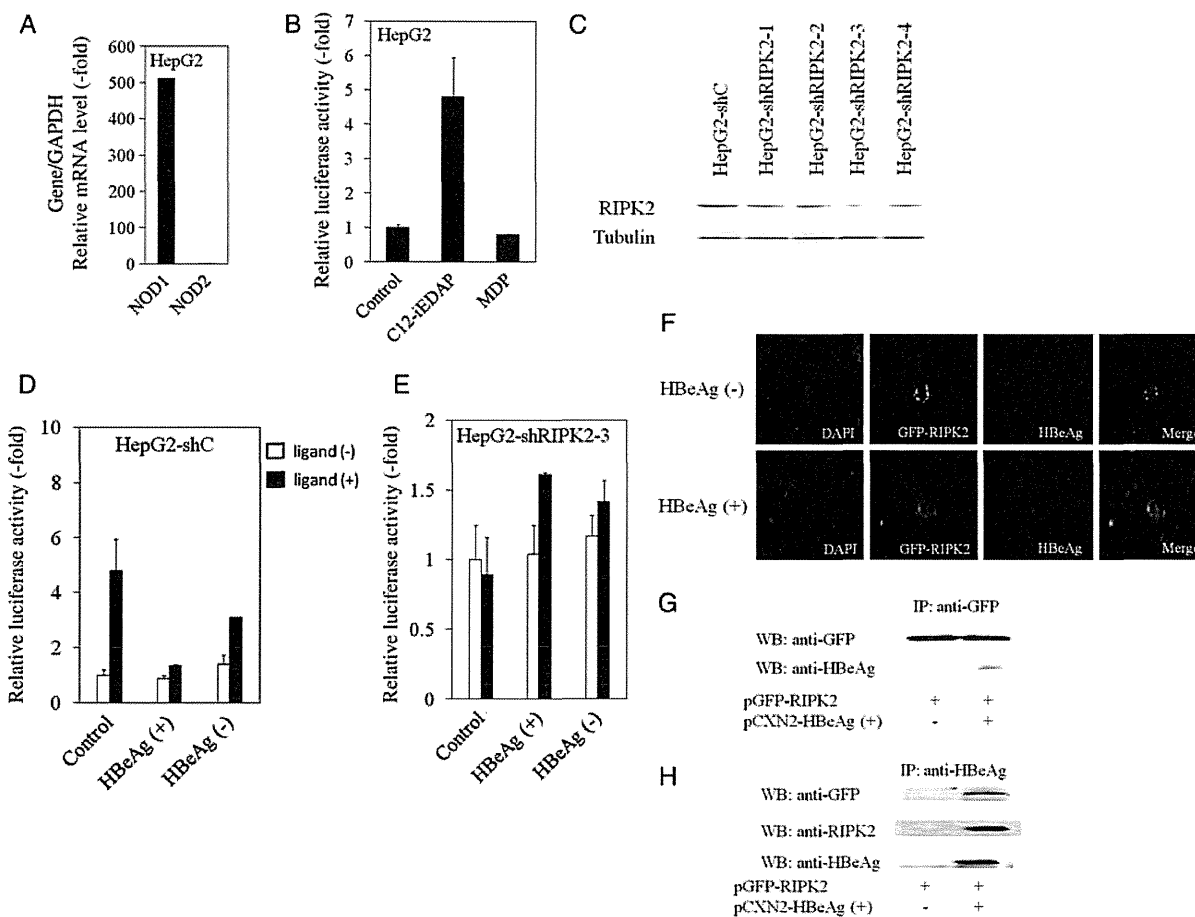 A
Gene/GAPDH
Relative mRNA level (-fold)
600
500
400
300
200
100
0
HepG2
NOD1
NOD2
B
Relative luciferase activity (-fold)
7
6
5
4
3
2
1
0
HepG2
Control
C12-iEDAP
MDP
C
HepG2-shC
HepG2-shRIPK2-1
HepG2-shRIPK2-2
HepG2-shRIPK2-3
HepG2-shRIPK2-4
RIPK2
Tubulin
D
Relative luciferase activity (-fold)
10
8
6
4
2
0
HepG2-shC
ligand (-)
ligand (+)
Control
HBeAg (+)
HBeAg (-)
E
Relative luciferase activity (-fold)
2
1.5
1
0.5
0
HepG2-shRIPK2-3
Control
HBeAg (+)
HBeAg (-)
F
HBeAg (-)
DAPI
GFP-RIPK2
HBeAg
Merge
HBeAg (+)
DAPI
GFP-RIPK2
HBeAg
Merge
G
IP: anti-GFP
WB: anti-GFP
WB: anti-HBeAg
pGFP-RIPK2 + +
pCXN2-HBeAg (+) - +
H
IP: anti-HBeAg
WB: anti-GFP
WB: anti-RIPK2
WB: anti-HBeAg
pGFP-RIPK2 + +
pCXN2-HBeAg (+) - +